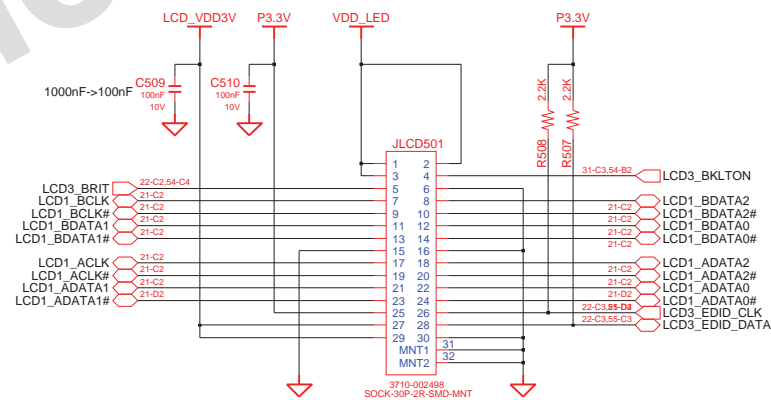 LCD_VDD3V P3.3V VDD_LED P3.3V
1000nF->100nF
C509
100nF
10V
C510
100nF
10V
2.2K
2.2K
R508
R507
JLCD501
1 2
3 4
5 6
7 8
9 10
11 12
13 14
15 16
17 18
19 20
21 22
23 24
25 26
27 28
29 30
MNT1 31
MNT2 32
3710-002498
SOCK-30P-2R-SMD-MNT
LCD3_BRIT 22-C2,54-C4
LCD1_BCLK 21-C2
LCD1_BCLK# 21-C2
LCD1_BDATA1 21-C2
LCD1_BDATA1# 21-C2
LCD1_ACLK 21-C2
LCD1_ACLK# 21-C2
LCD1_ADATA1 21-C2
LCD1_ADATA1# 21-D2
31-C3,54-B2 LCD3_BKLTON
LCD1_BDATA2
21-C2 LCD1_BDATA2#
21-C2 LCD1_BDATA0
21-C2 LCD1_BDATA0#
21-C2
LCD1_ADATA2
21-C2 LCD1_ADATA2#
21-C2 LCD1_ADATA0
21-D2 LCD1_ADATA0#
LCD3_EDID_CLK
22-C3,55-C3 LCD3_EDID_DATA